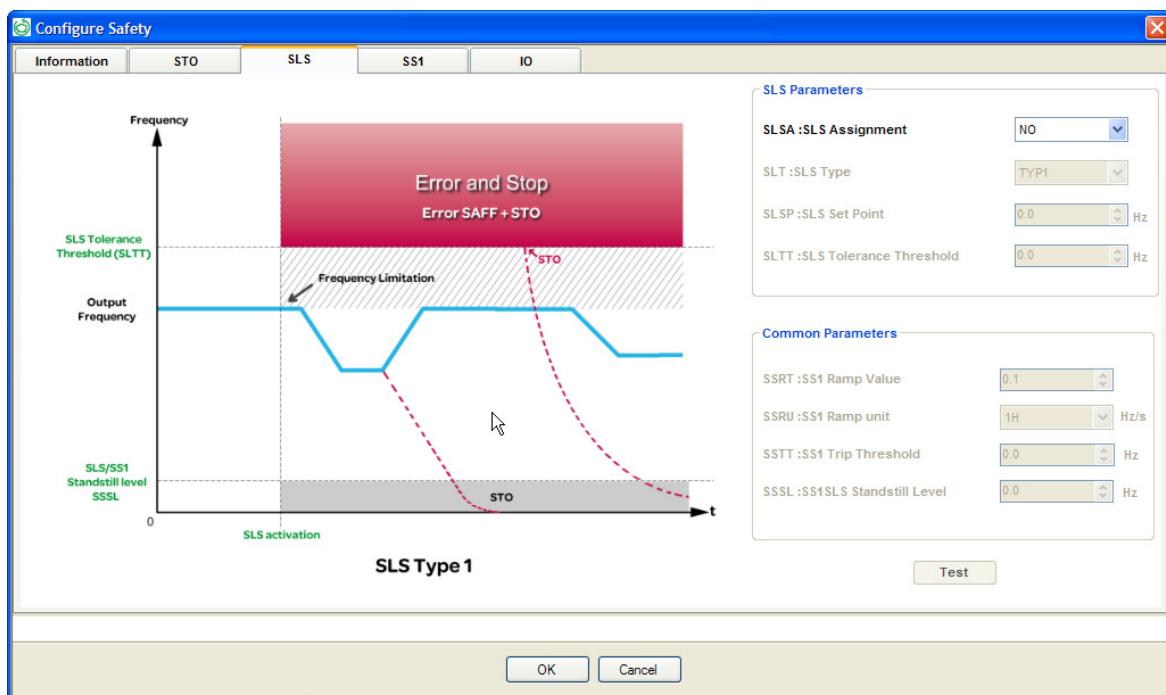 Configure Safety
Information
STO
SLS
SS1
IO
Frequency
Error and Stop
Error SAFF + STO
SLS Tolerance
Threshold (SLTT)
STO
Frequency Limitation
Output
Frequency
SLS/SS1
Standstill level
SSSL
STO
0
t
SLS activation
SLS Type 1
SLS Parameters
SLSA :SLS Assignment
NO
SLT :SLS Type
TYP1
SLSP :SLS Set Point
0.0
Hz
SLTT :SLS Tolerance Threshold
0.0
Hz
Common Parameters
SSRT :SS1 Ramp Value
0.1
SSRU :SS1 Ramp unit
1H
Hz/s
SSTT :SS1 Trip Threshold
0.0
Hz
SSSL :SS1SLS Standstill Level
0.0
Hz
Test
OK
Cancel